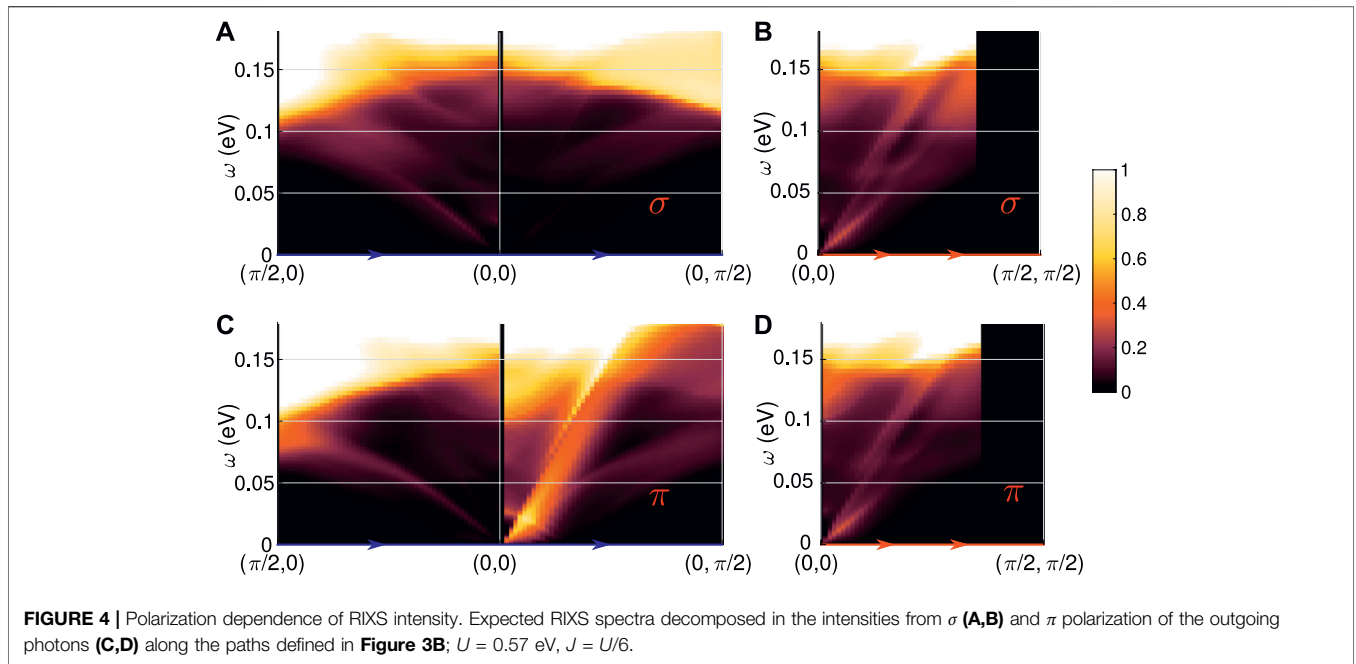 A
B
0.15
0.15
0.1
0.1
ω (eV)
ω (eV)
0.05
0.05
σ
σ
0
0
(π/2,0)
(0,0)
(0, π/2)
(0,0)
(π/2, π/2)
1
0.8
0.6
0.4
0.2
0
C
D
0.15
0.15
0.1
0.1
ω (eV)
ω (eV)
0.05
0.05
π
π
0
0
(π/2,0)
(0,0)
(0, π/2)
(0,0)
(π/2, π/2)
FIGURE 4 | Polarization dependence of RIXS intensity. Expected RIXS spectra decomposed in the intensities from σ (A,B) and π polarization of the outgoing
photons (C,D) along the paths defined in Figure 3B; U = 0.57 eV, J = U/6.